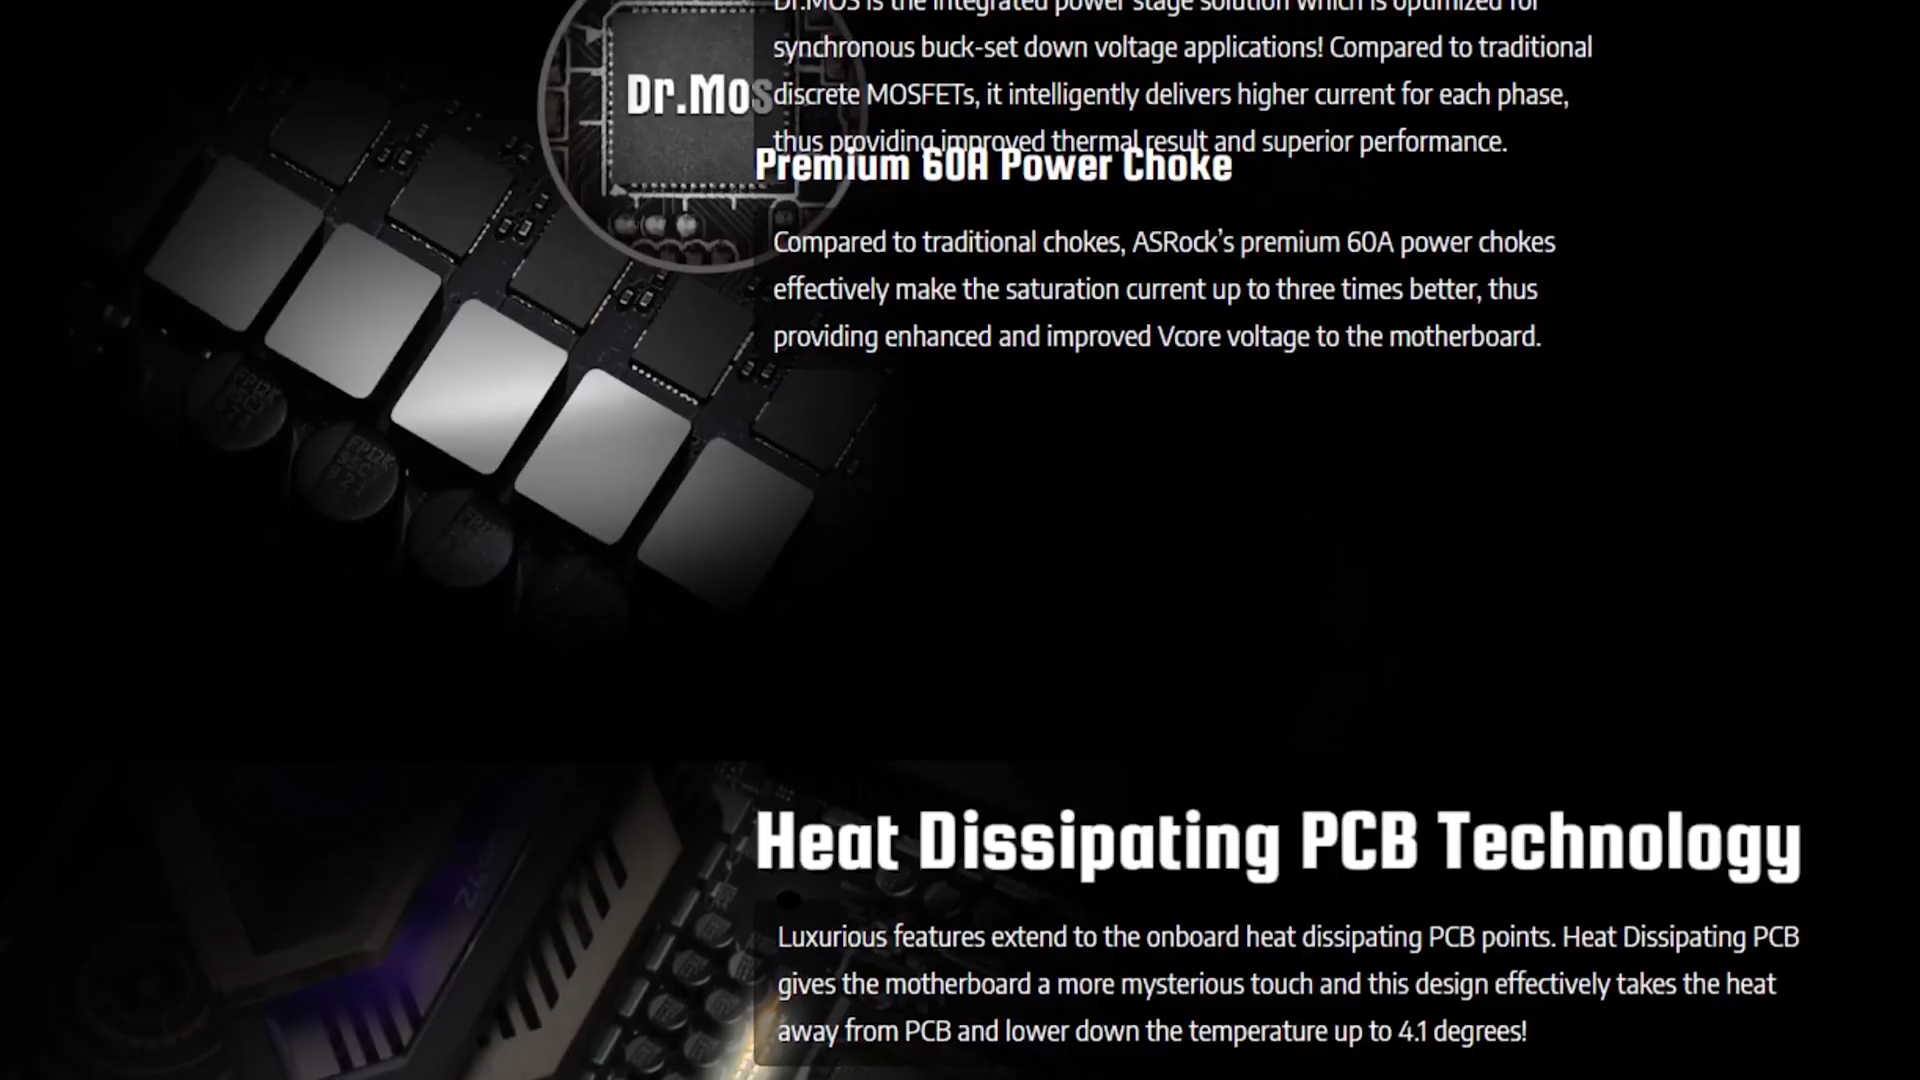 Dr.MOS is the integrated power stage solution which is optimized for
synchronous buck-set down voltage applications! Compared to traditional
Dr.Mos
discrete MOSFETs, it intelligently delivers higher current for each phase,
thus providing improved thermal result and superior performance.
Premium 60A Power Choke
Compared to traditional chokes, ASRock’s premium 60A power chokes
effectively make the saturation current up to three times better, thus
providing enhanced and improved Vcore voltage to the motherboard.
FP12K
821
FP12K
821
Heat Dissipating PCB Technology
Luxurious features extend to the onboard heat dissipating PCB points. Heat Dissipating PCB
gives the motherboard a more mysterious touch and this design effectively takes the heat
away from PCB and lower down the temperature up to 4.1 degrees!